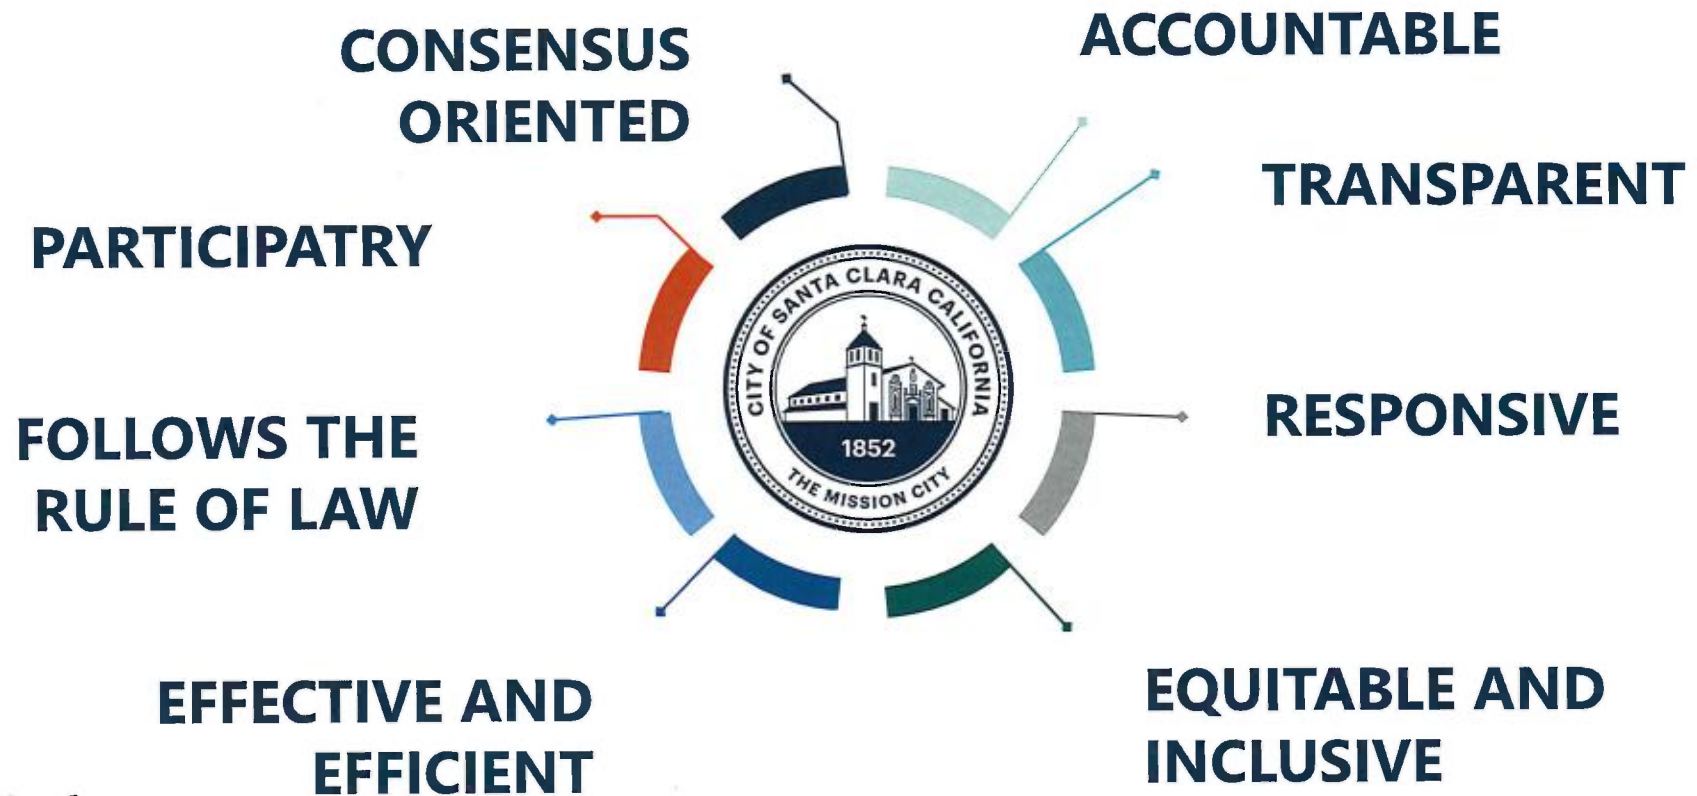 CONSENSUS
ORIENTED
ACCOUNTABLE
TRANSPARENT
PARTICIPATRY
CITY OF SANTA CLARA CALIFORNIA
1852
THE MISSION CITY
RESPONSIVE
FOLLOWS THE
RULE OF LAW
EFFECTIVE AND
EFFICIENT
EQUITABLE AND
INCLUSIVE